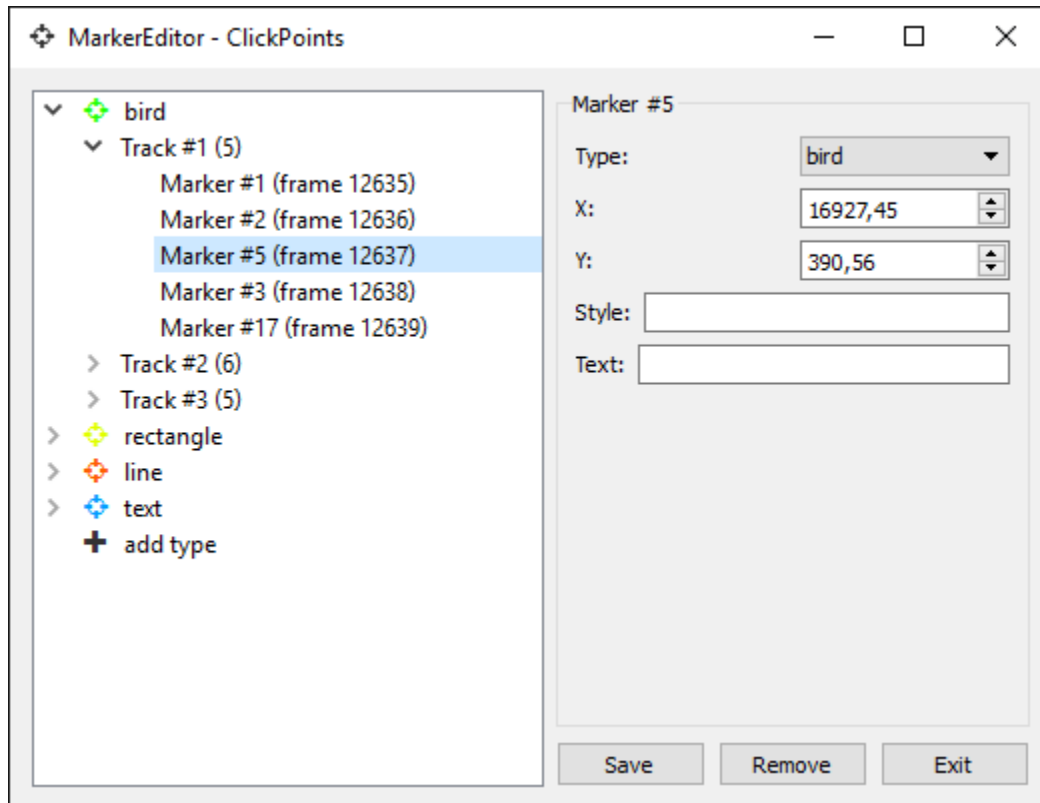 MarkerEditor - ClickPoints
bird
Track #1 (5)
Marker #1 (frame 12635)
Marker #2 (frame 12636)
Marker #5 (frame 12637)
Marker #3 (frame 12638)
Marker #17 (frame 12639)
Track #2 (6)
Track #3 (5)
rectangle
line
text
add type
Marker #5
Type: bird
X: 16927,45
Y: 390,56
Style:
Text:
Save Remove Exit